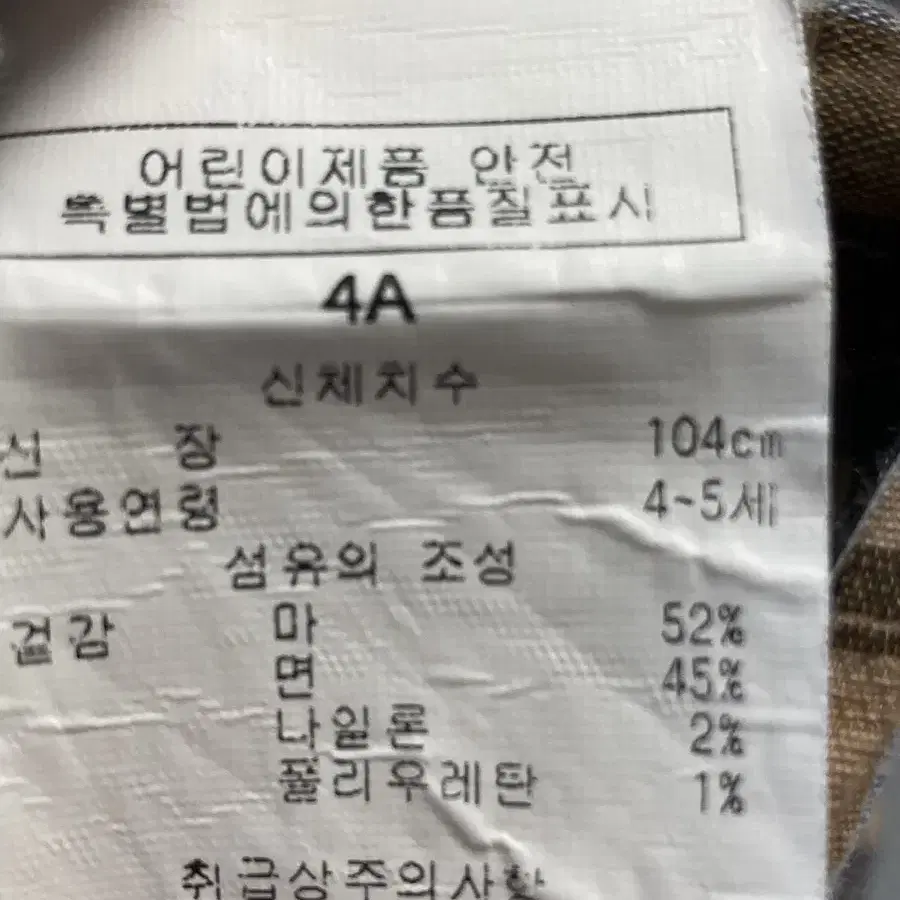 어린이제품 안전
특별법에의한품질표시
4A
신체치수
신 장 104cm
사용연령 4~5세
섬유의 조성
겉감 마 52%
면 45%
나일론 2%
폴리우레탄 1%
취급상주의사항